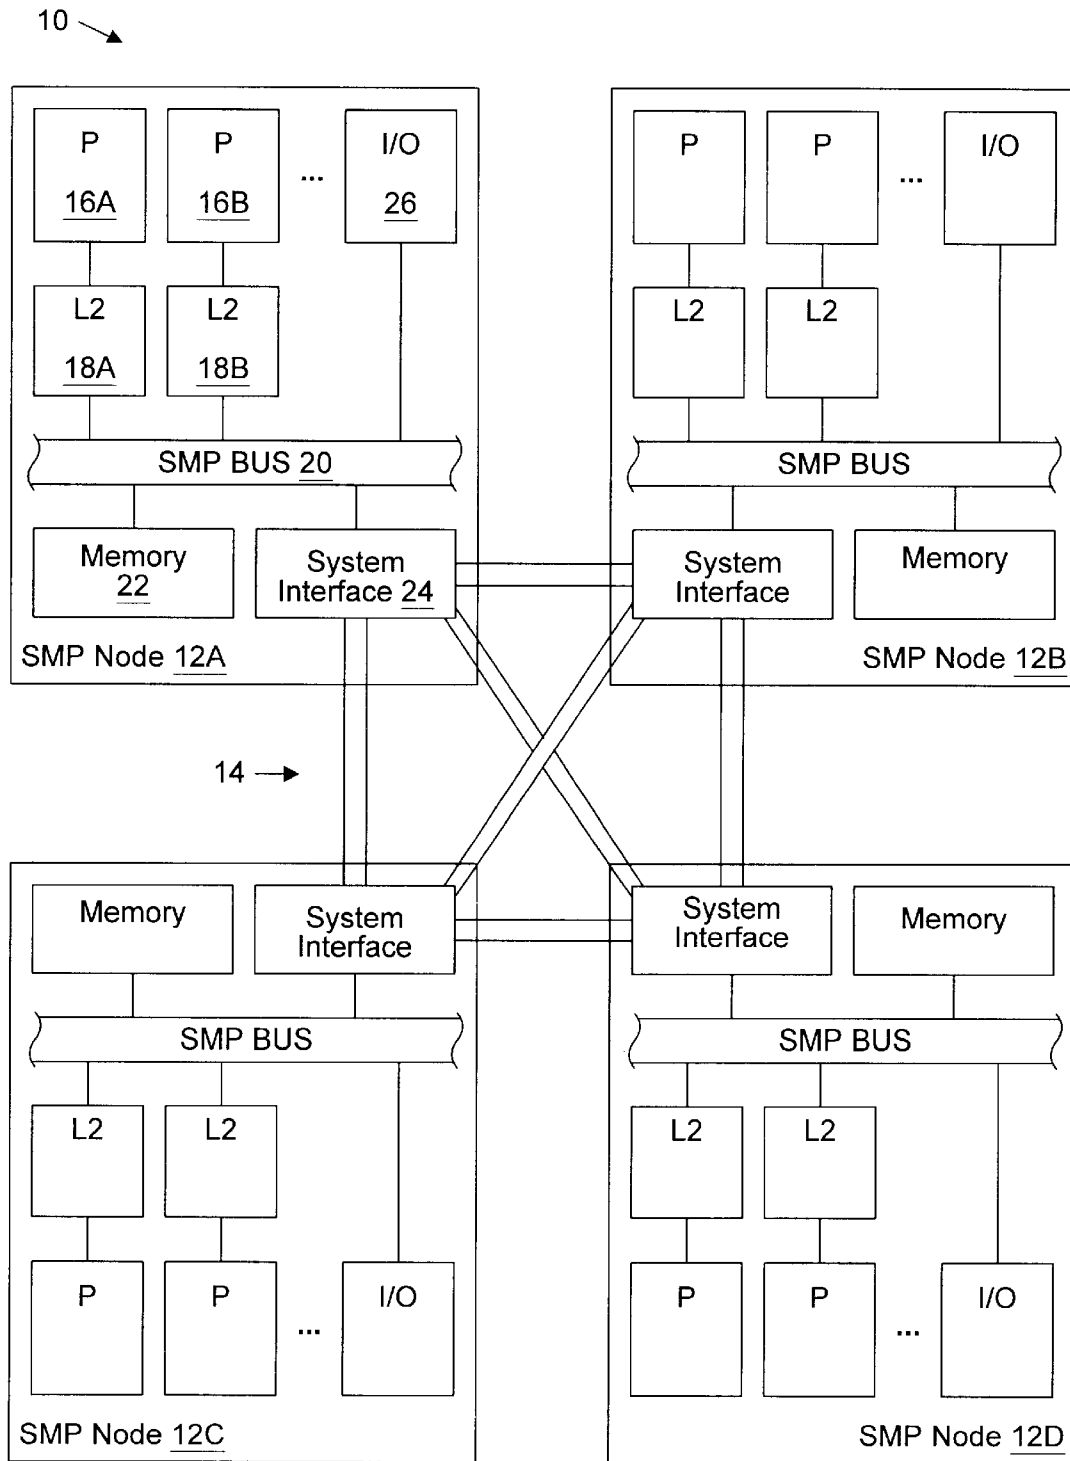 10
P
16A
P
16B
...
I/O
26
L2
18A
L2
18B
SMP BUS 20
Memory
22
System
Interface 24
SMP Node 12A
P
P
...
I/O
L2
L2
SMP BUS
System
Interface
Memory
SMP Node 12B
14
Memory
System
Interface
SMP BUS
L2
L2
P
P
...
I/O
SMP Node 12C
System
Interface
Memory
SMP BUS
L2
L2
P
P
...
I/O
SMP Node 12D